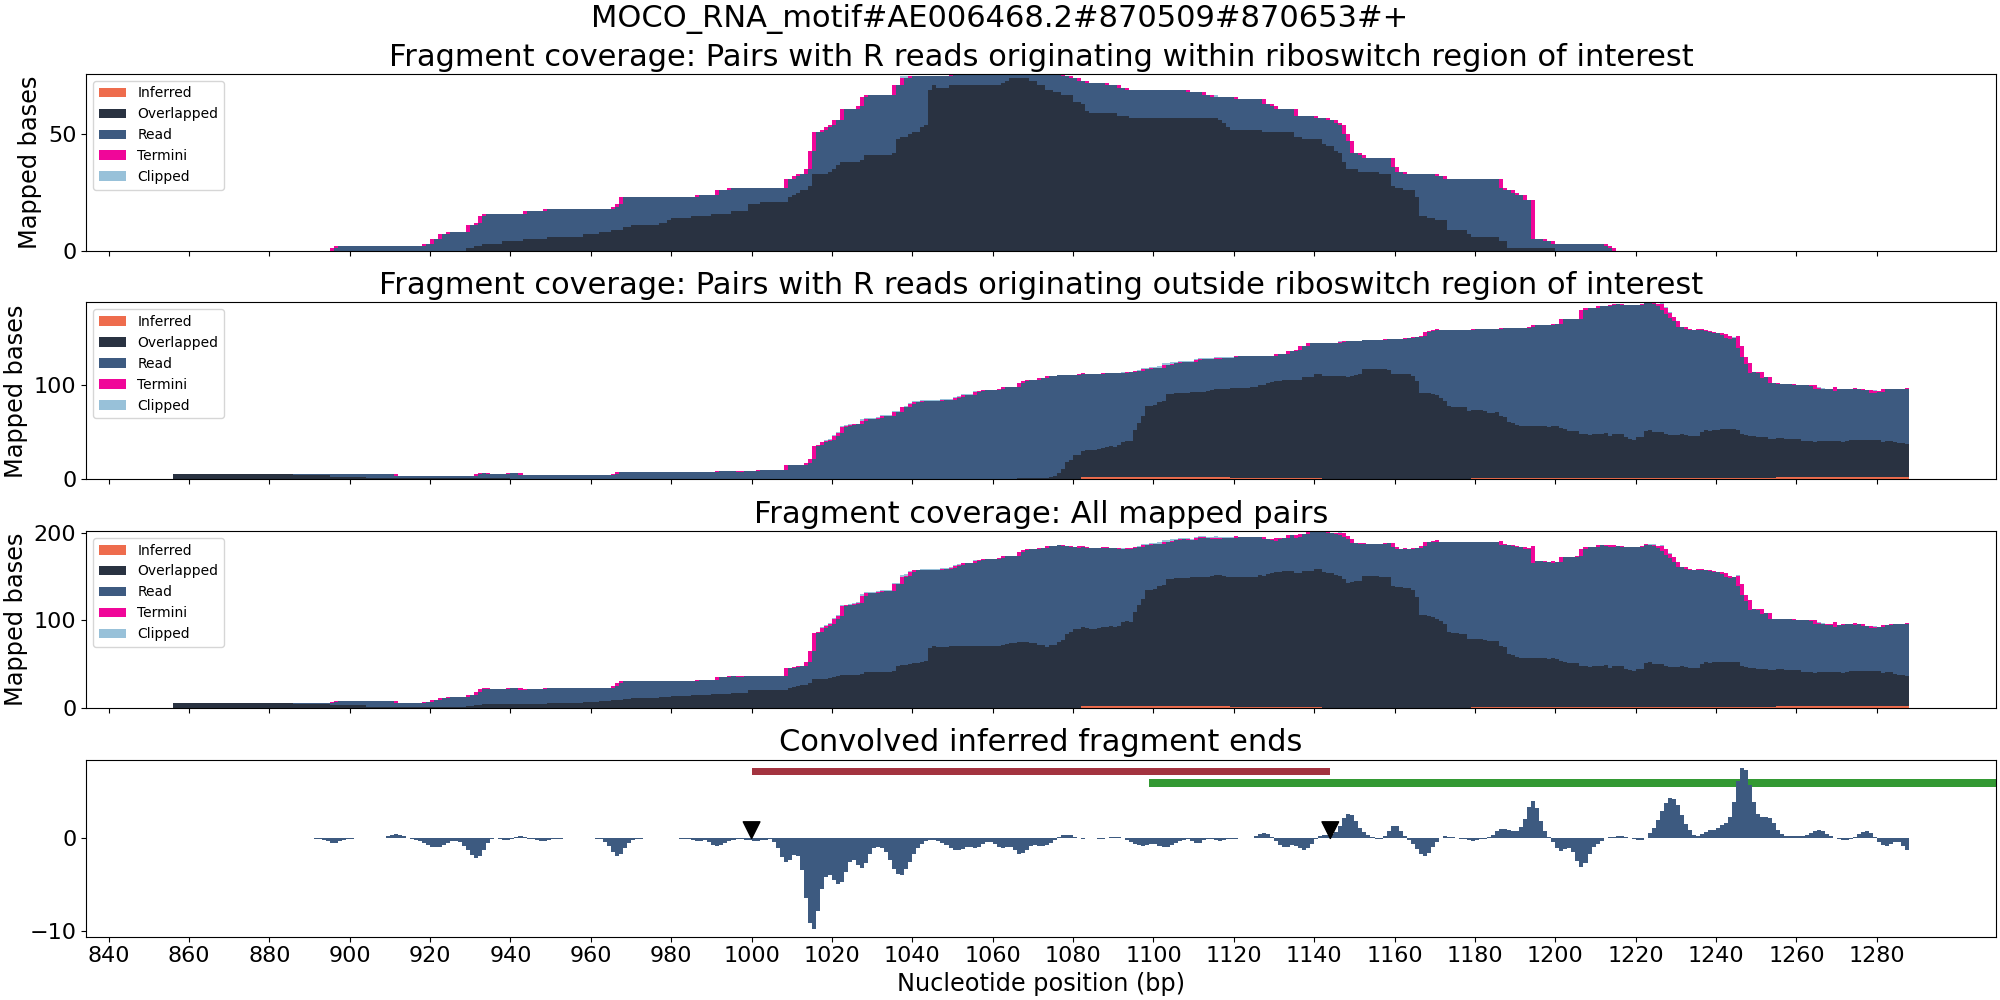 MOCO_RNA_motif#AE006468.2#870509#870653#+
Fragment coverage: Pairs with R reads originating within riboswitch region of interest
Mapped bases
50
0
Inferred
Overlapped
Read
Termini
Clipped
Fragment coverage: Pairs with R reads originating outside riboswitch region of interest
Mapped bases
100
0
Inferred
Overlapped
Read
Termini
Clipped
Fragment coverage: All mapped pairs
Mapped bases
200
100
0
Inferred
Overlapped
Read
Termini
Clipped
Convolved inferred fragment ends
0
−10
840 860 880 900 920 940 960 980 1000 1020 1040 1060 1080 1100 1120 1140 1160 1180 1200 1220 1240 1260 1280
Nucleotide position (bp)